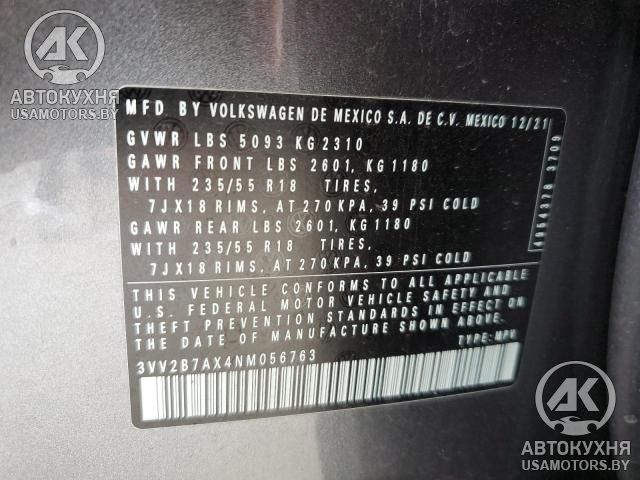 AK
АВТОКУХНЯ
USAMOTORS.BY
MFD BY VOLKSWAGEN DE MEXICO S.A. DE C.V. MEXICO 12/21
GVWR LBS 5093 KG 2310
GAWR FRONT LBS 2601, KG 1180
WITH 235/55 R18 TIRES,
7JX18 RIMS, AT 270 KPA, 39 PSI COLD
GAWR REAR LBS 2601, KG 1180
WITH 235/55 R18 TIRES,
7JX18 RIMS, AT 270 KPA, 39 PSI COLD
THIS VEHICLE CONFORMS TO ALL APPLICABLE
U.S. FEDERAL MOTOR VEHICLE SAFETY AND
THEFT PREVENTION STANDARDS IN EFFECT ON
THE DATE OF MANUFACTURE SHOWN ABOVE.
3VV2B7AX4NM056763 TYPE: MPV
3709
AK
АВТОКУХНЯ
USAMOTORS.BY